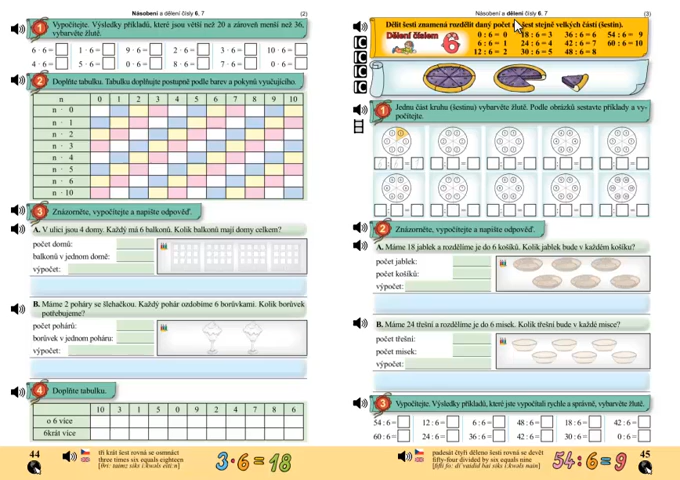 Násobení a dělení čísly 6, 7
(2)
1 Vypočítejte. Výsledky příkladů, které jsou větší než 20 a zároveň menší než 36,
vybarvěte žlutě.
6 · 6 = 1 · 6 = 9 · 6 = 2 · 6 = 3 · 6 = 10 · 6 =
4 · 6 = 5 · 6 = 0 · 6 = 8 · 6 = 7 · 6 = 0 · 6 =
2 Doplňte tabulku. Tabulku doplňujte postupně podle barev a pokynů vyučujícího.
n 0 1 2 3 4 5 6 7 8 9 10
n · 0
n · 1
n · 2
n · 3
n · 4
n · 5
n · 6
n · 10
3 Znázorněte, vypočítejte a napište odpověď.
A. V ulici jsou 4 domy. Každý má 6 balkonů. Kolik balkonů mají domy celkem?
počet domů:
balkonů v jednom domě:
výpočet:
B. Máme 2 poháry se šlehačkou. Každý pohár ozdobíme 6 borůvkami. Kolik borůvek
potřebujeme?
počet pohárů:
borůvek v jednom poháru:
výpočet:
4 Doplňte tabulku.
10 3 1 5 0 9 2 4 7 8 6
o 6 více
6krát více
44
tři krát šest rovná se osmnáct
three times six equals eighteen
3·6=18
Násobení a dělení čísly 6, 7
(3)
Dělit šesti znamená rozdělit daný počet na šest stejně velkých částí (šestin).
Dělení číslem 6
0 : 6 = 0 18 : 6 = 3 36 : 6 = 6 54 : 6 = 9
6 : 6 = 1 24 : 6 = 4 42 : 6 = 7 60 : 6 = 10
12 : 6 = 2 30 : 6 = 5 48 : 6 = 8
1 Jednu část kruhu (šestinu) vybarvěte žlutě. Podle obrázků sestavte příklady a vy-
počítejte.
2 Znázorněte, vypočítejte a napište odpověď.
A. Máme 18 jablek a rozdělíme je do 6 košíků. Kolik jablek bude v každém košíku?
počet jablek:
počet košíků:
výpočet:
B. Máme 24 třešní a rozdělíme je do 6 misek. Kolik třešní bude v každé misce?
počet třešní:
počet misek:
výpočet:
3 Vypočítejte. Výsledky příkladů, které jste vypočítali rychle a správně, vybarvěte žlutě.
54 : 6 = 12 : 6 = 6 : 6 = 48 : 6 = 18 : 6 = 42 : 6 =
60 : 6 = 24 : 6 = 36 : 6 = 42 : 6 = 30 : 6 = 0 : 6 =
padesát čtyři děleno šesti rovná se devět
fifty-four divided by six equals nine
54:6=9
45